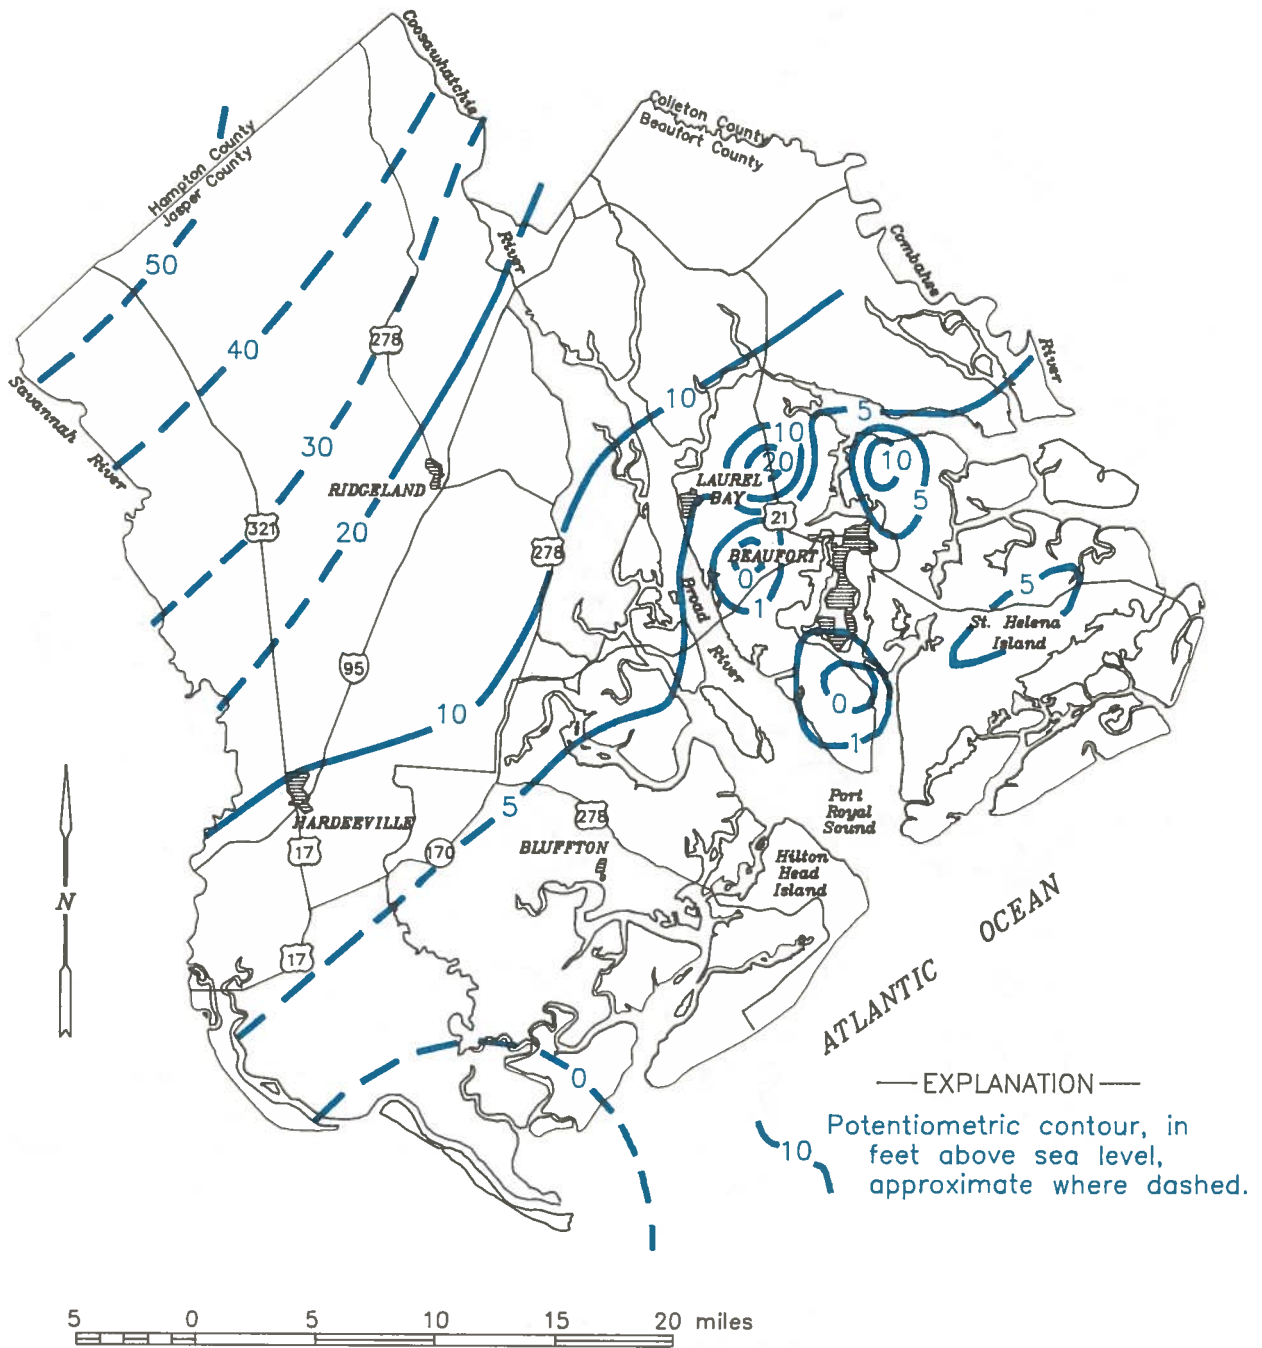 Coosawhatchie
Colleton County
Beaufort County
Hampton County
Jasper County
River
Combahee
River
50
40
278
10
5
Savannah
River
30
10
20
10
LAUREL
BAY
RIDGELAND
5
321
20
21
278
BEAUFORT
0
1
5
Broad
River
St. Helena
Island
95
0
10
1
HARDEEVILLE
5
278
Port
Royal
Sound
17
170
BLUFFTON
Hilton
Head
Island
N
OCEAN
17
ATLANTIC
0
EXPLANATION
10
Potentiometric contour, in
feet above sea level,
approximate where dashed.
5 0 5 10 15 20 miles